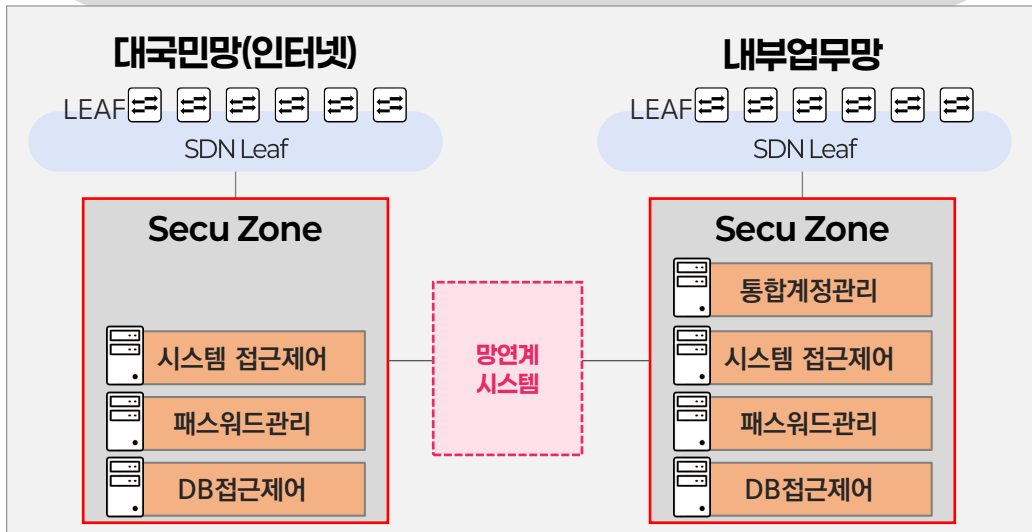 대국민망(인터넷)
LEAF
SDN Leaf
Secu Zone
시스템 접근제어
패스워드관리
DB접근제어
망연계
시스템
내부업무망
LEAF
SDN Leaf
Secu Zone
통합계정관리
시스템 접근제어
패스워드관리
DB접근제어